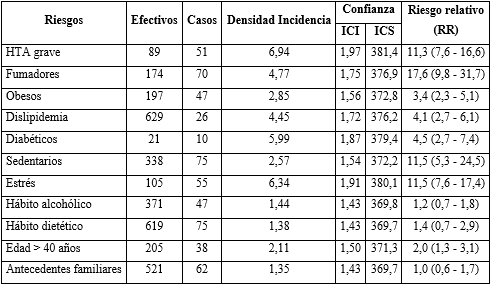 Riesgos Efectivos Casos Densidad Incidencia Confianza Riesgo relativo (RR)
ICI ICS
HTA grave 89 51 6,94 1,97 381,4 11,3 (7,6 - 16,6)
Fumadores 174 70 4,77 1,75 376,9 17,6 (9,8 - 31,7)
Obesos 197 47 2,85 1,56 372,8 3,4 (2,3 - 5,1)
Dislipidemia 629 26 4,45 1,72 376,2 4,1 (2,7 - 6,1)
Diabéticos 21 10 5,99 1,87 379,4 4,5 (2,7 - 7,4)
Sedentarios 338 75 2,57 1,54 372,2 11,5 (5,3 - 24,5)
Estrés 105 55 6,34 1,91 380,1 11,5 (7,6 - 17,4)
Hábito alcohólico 371 47 1,44 1,43 369,8 1,2 (0,7 - 1,8)
Hábito dietético 619 75 1,38 1,43 369,7 1,4 (0,7 - 2,9)
Edad > 40 años 205 38 2,11 1,50 371,3 2,0 (1,3 - 3,1)
Antecedentes familiares 521 62 1,35 1,43 369,7 1,0 (0,6 - 1,7)